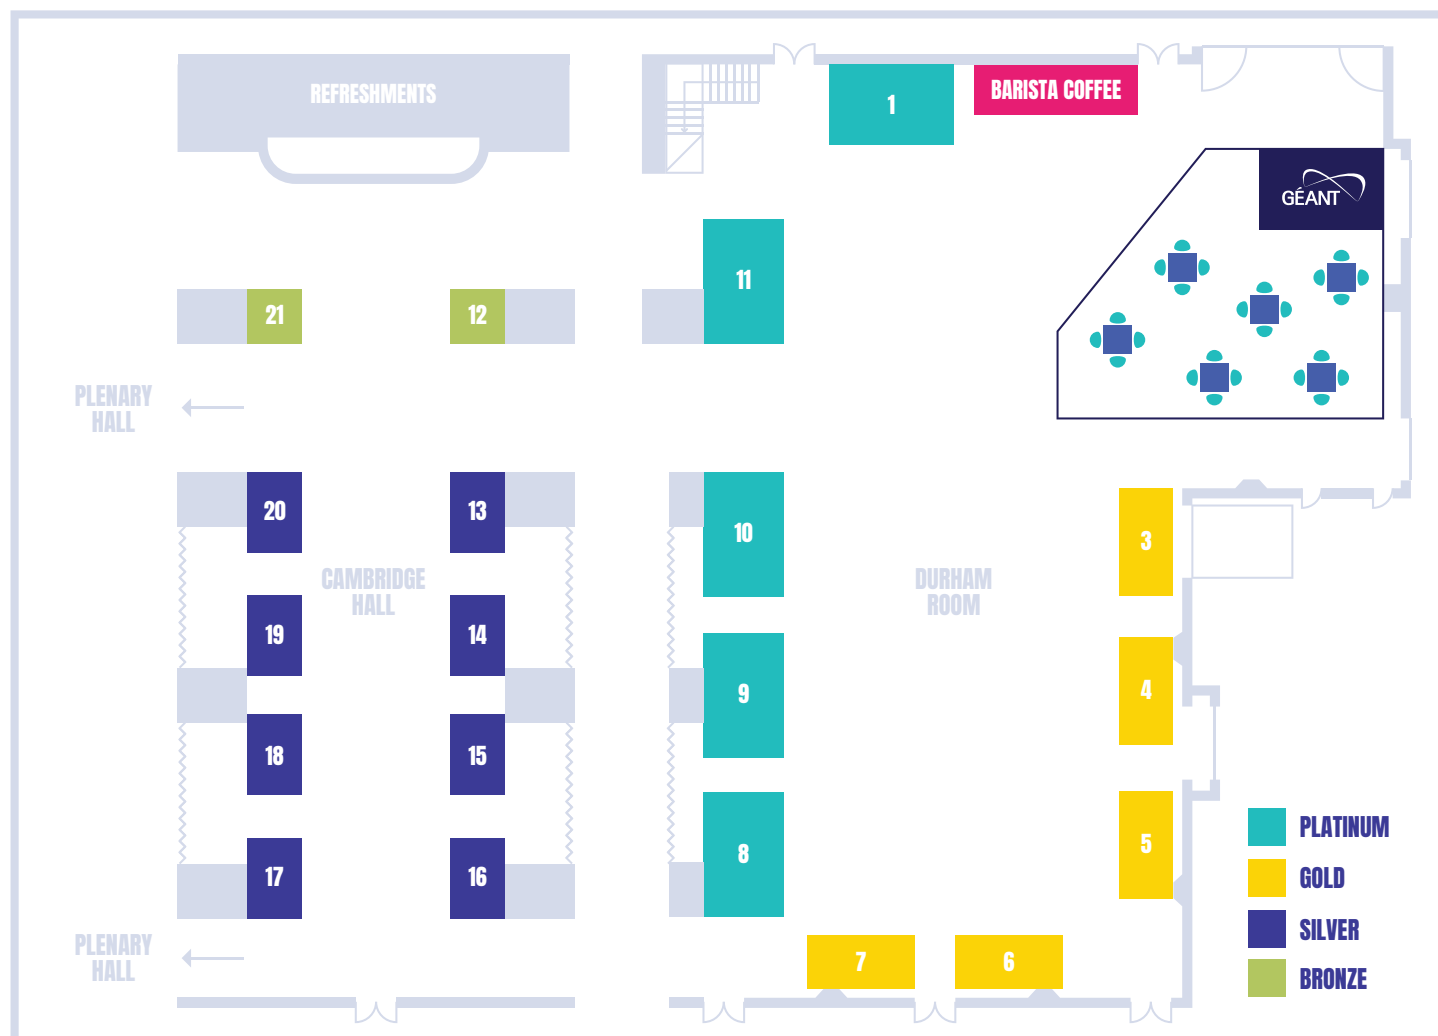 REFRESHMENTS
1
BARISTA COFFEE
GÉANT
11
21
12
PLENARY
HALL
20
13
10
3
CAMBRIDGE
HALL
DURHAM
ROOM
19
14
9
4
18
15
8
5
17
16
PLENARY
HALL
7
6
PLATINUM
GOLD
SILVER
BRONZE